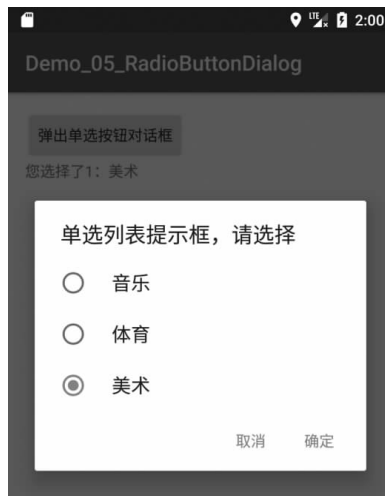 LTE 2:00
Demo_05_RadioButtonDialog
弹出单选按钮对话框
您选择了1：美术
单选列表提示框，请选择
音乐
体育
美术
取消 确定